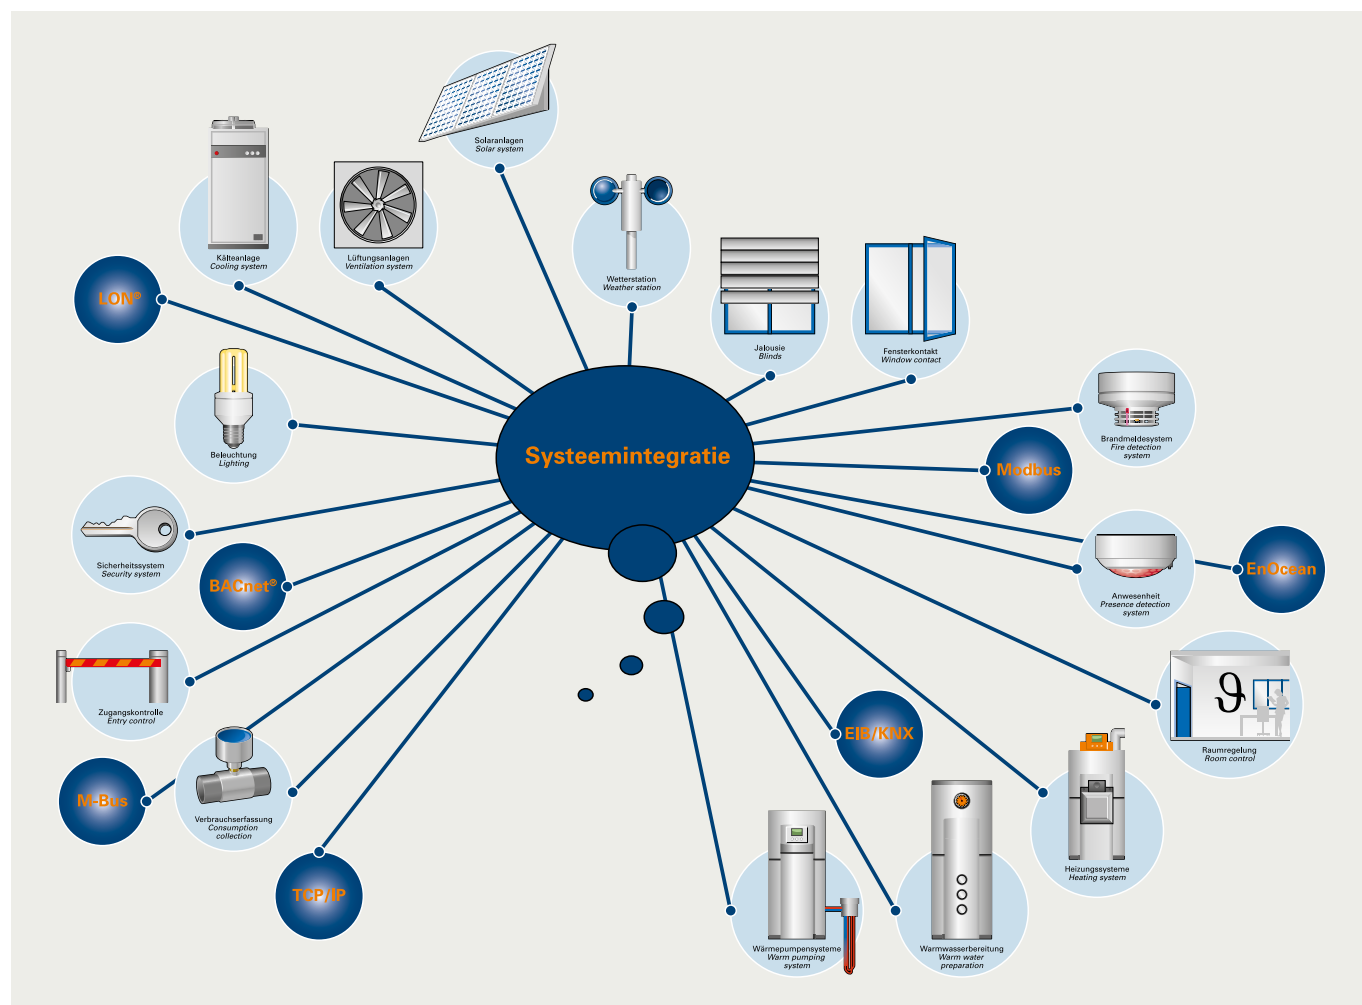 Solaranlagen
Solar system
Kälteanlage
Cooling system
Lüftungsanlagen
Ventilation system
Wetterstation
Weather station
LON®
Jalousie
Blinds
Fensterkontakt
Window contact
Beleuchtung
Lighting
Systeemintegratie
Brandmeldesystem
Fire detection
system
Modbus
Sicherheitssystem
Security system
BACnet®
EnOcean
Anwesenheit
Presence detection
system
Zugangskontrolle
Entry control
ϑ
EIB/KNX
Raumregelung
Room control
M-Bus
Verbrauchserfassung
Consumption
collection
TCP/IP
Heizungssysteme
Heating system
Wärmepumpensysteme
Warm pumping
system
Warmwasserbereitung
Warm water
preparation